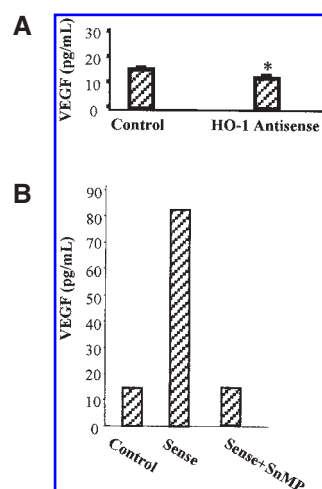 A
VEGF (pg/mL)
30
20
10
0
*
Control HO-1 Antisense
B
VEGF (pg/mL)
90
80
70
60
50
40
30
20
10
0
Control Sense Sense+SnMP